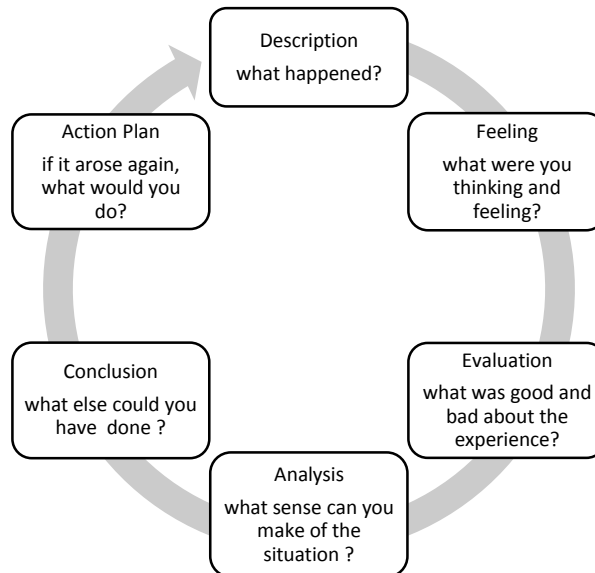 Description
what happened?
Feeling
what were you
thinking and
feeling?
Evaluation
what was good and
bad about the
experience?
Analysis
what sense can you
make of the
situation ?
Conclusion
what else could you
have  done ?
Action Plan
if it arose again,
what would you
do?